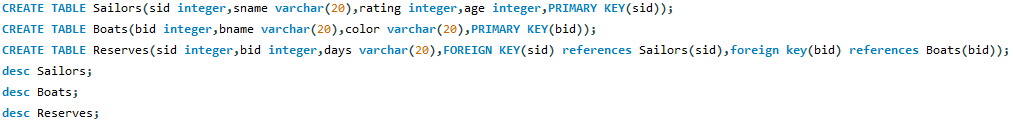 CREATE TABLE Sailors(sid integer,sname varchar(20),rating integer,age integer,PRIMARY KEY(sid));
CREATE TABLE Boats(bid integer,bname varchar(20),color varchar(20),PRIMARY KEY(bid));
CREATE TABLE Reserves(sid integer,bid integer,days varchar(20),FOREIGN KEY(sid) references Sailors(sid),foreign key(bid) references Boats(bid));
desc Sailors;
desc Boats;
desc Reserves;